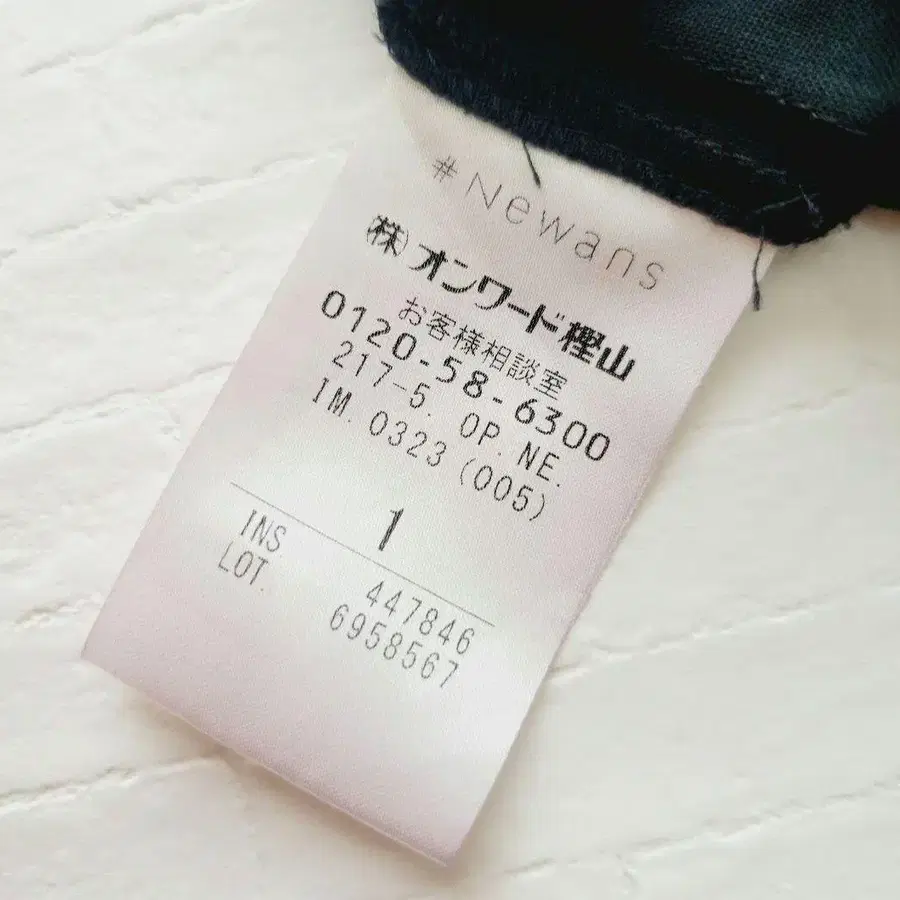 #Newans
㈱オンワード樫山
お客様相談室
0120-58-6300
217-5. OP. NE.
IM. 0323 (005)
1
INS 447846
LOT 6958567